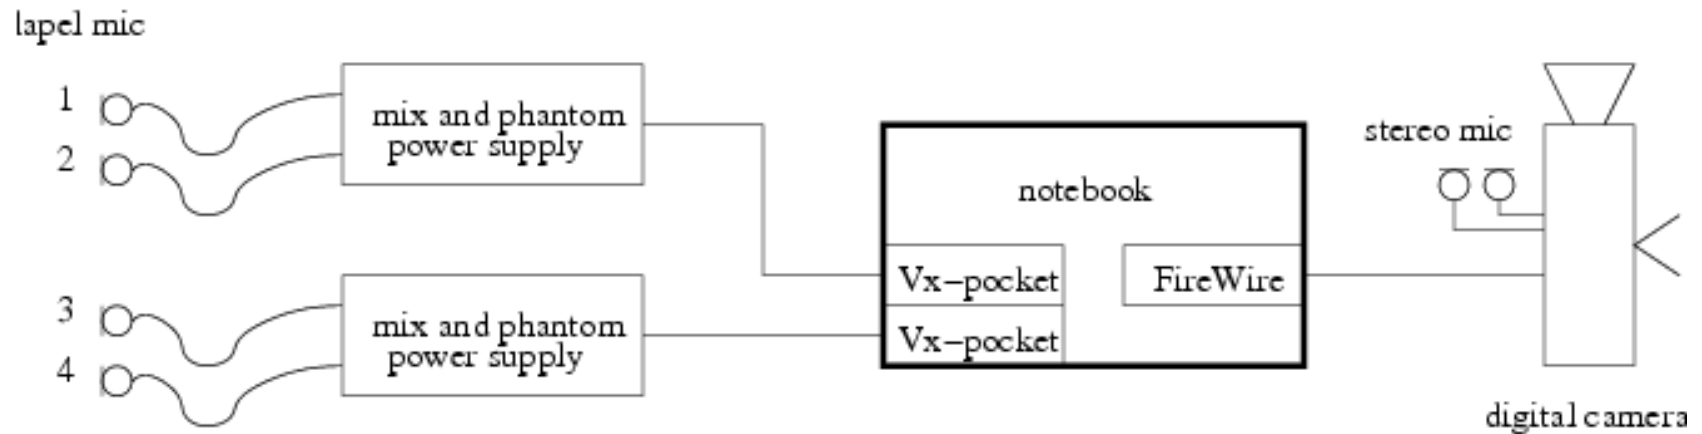 lapel mic
1
2
mix and phantom
power supply
3
4
mix and phantom
power supply
notebook
Vx-pocket
Vx-pocket
FireWire
stereo mic
digital camera